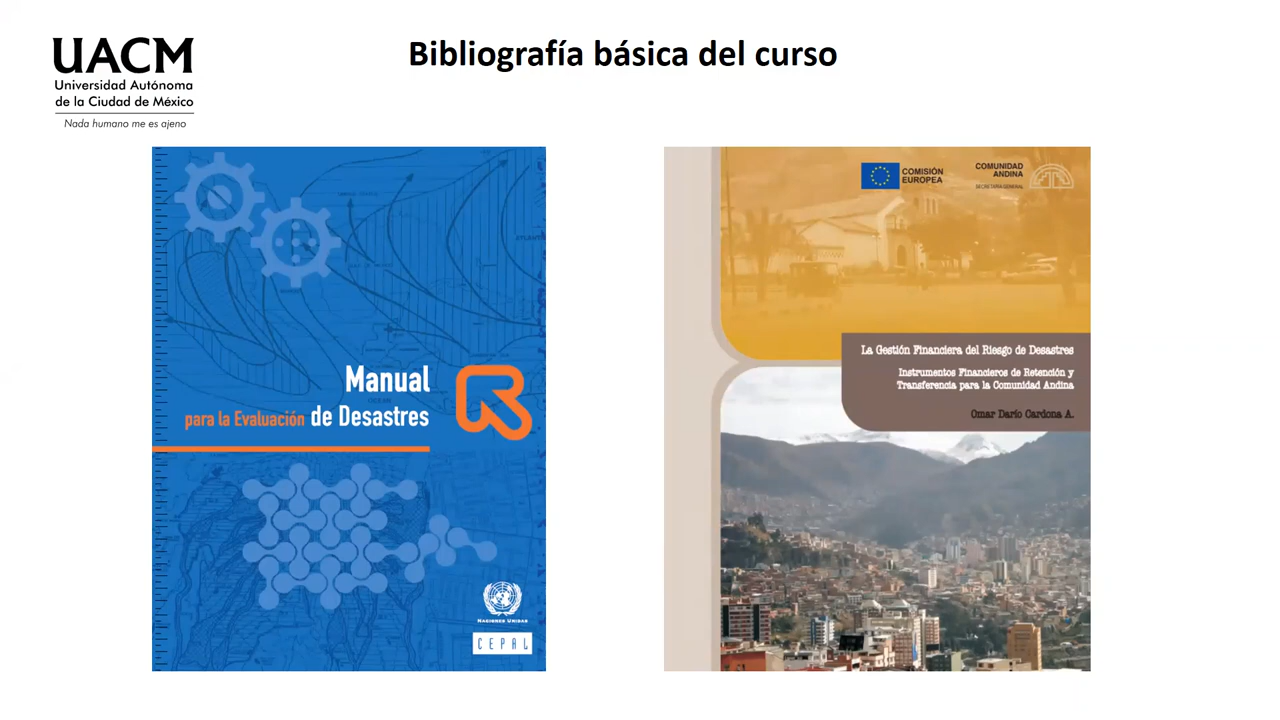 UACM
Universidad Autónoma
de la Ciudad de México
Nada humano me es ajeno
Bibliografía básica del curso
Manual
para la Evaluación de Desastres
NACIONES UNIDAS
CEPAL
COMISIÓN
EUROPEA
COMUNIDAD
ANDINA
SECRETARIA GENERAL
La Gestión Financiera del Riesgo de Desastres
Instrumentos Financieros de Retención y
Transferencia para la Comunidad Andina
Omar Darío Cardona A.